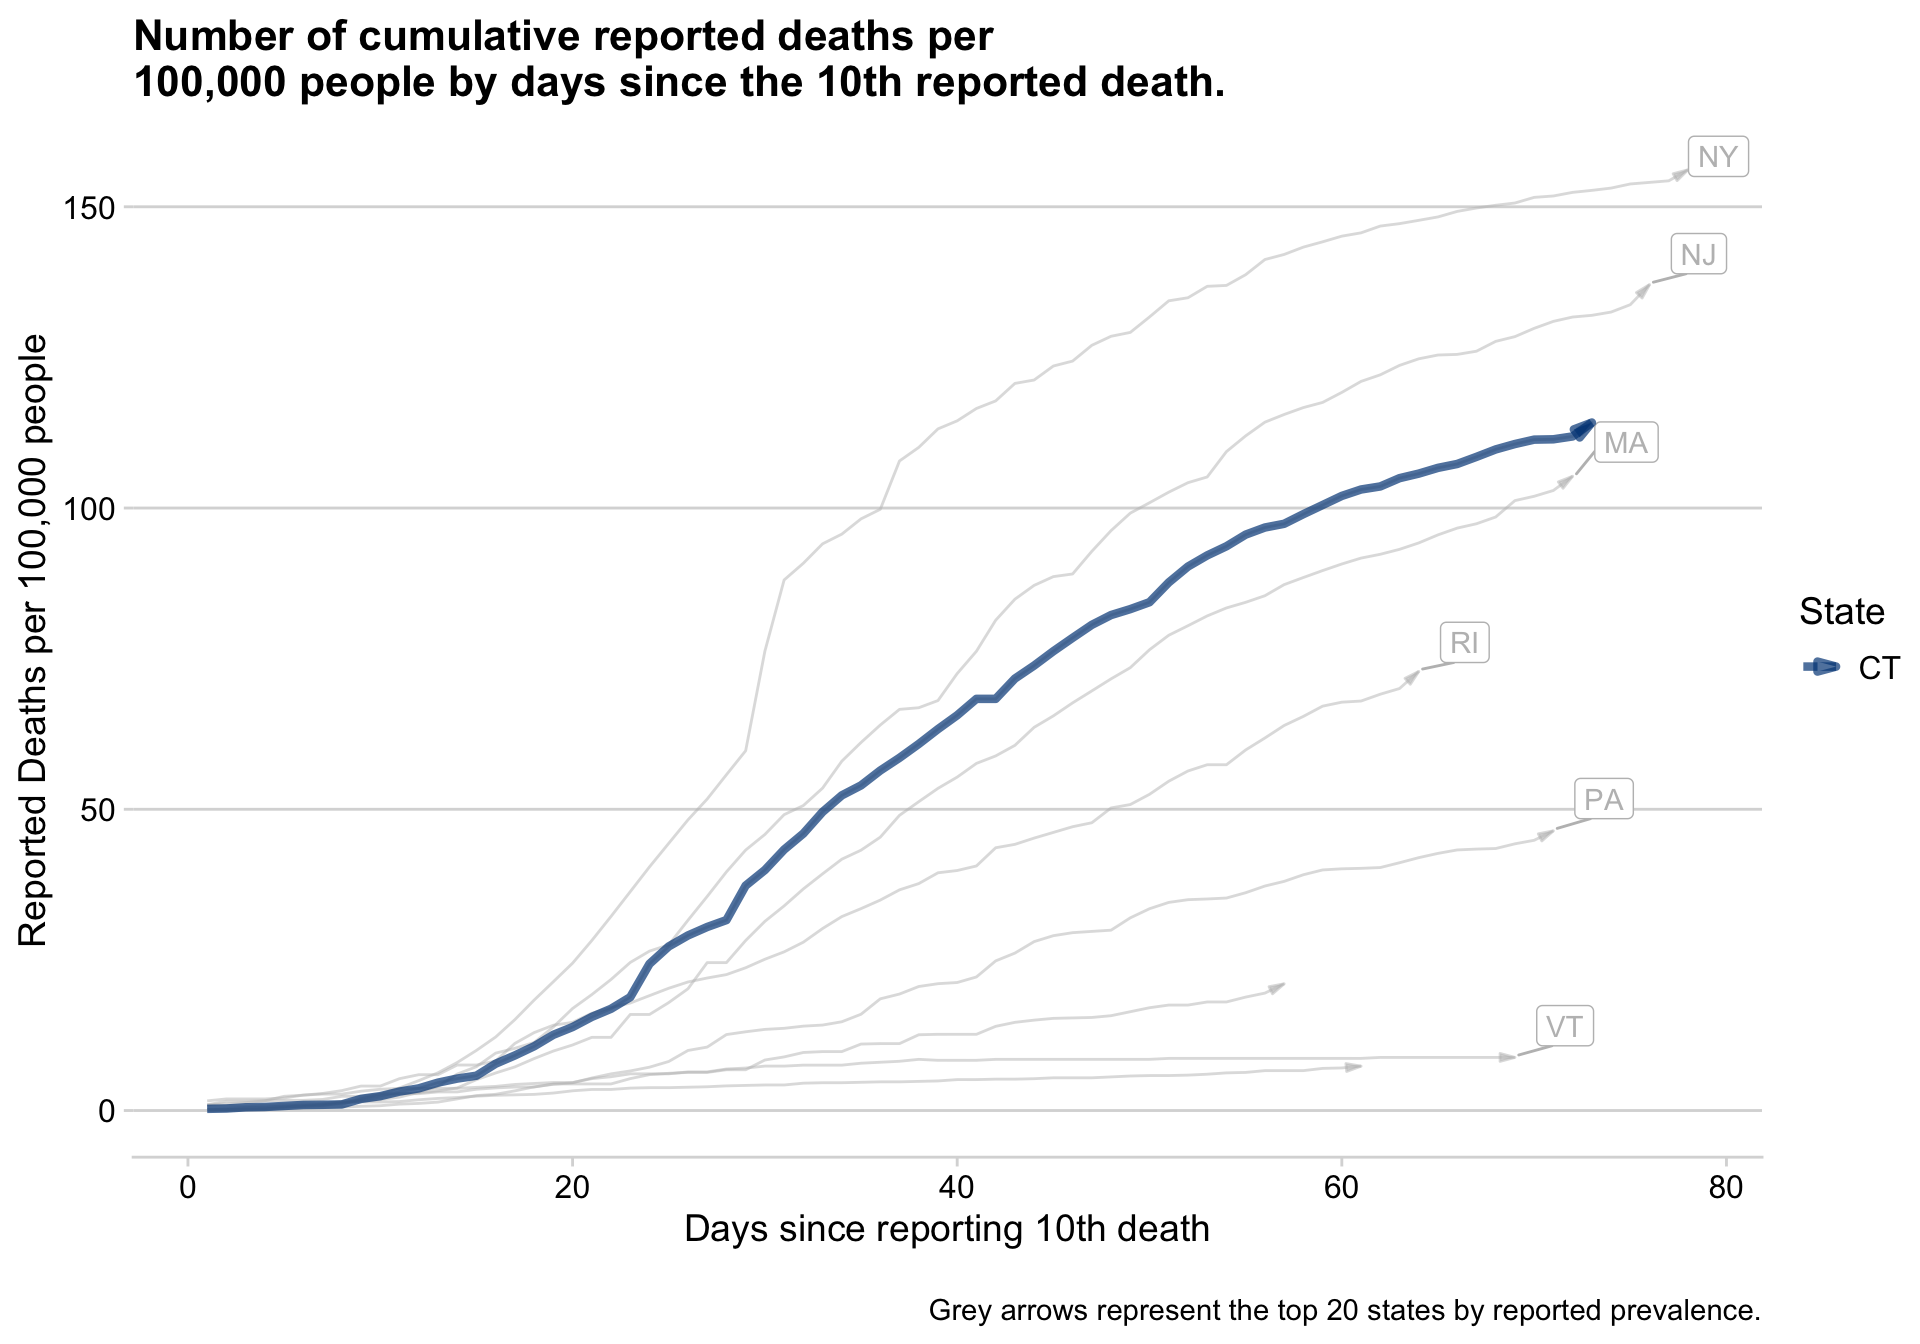 Number of cumulative reported deaths per
100,000 people by days since the 10th reported death.
Reported Deaths per 100,000 people
150
100
50
0
NY
NJ
MA
RI
PA
VT
State
CT
0
20
40
60
80
Days since reporting 10th death
Grey arrows represent the top 20 states by reported prevalence.